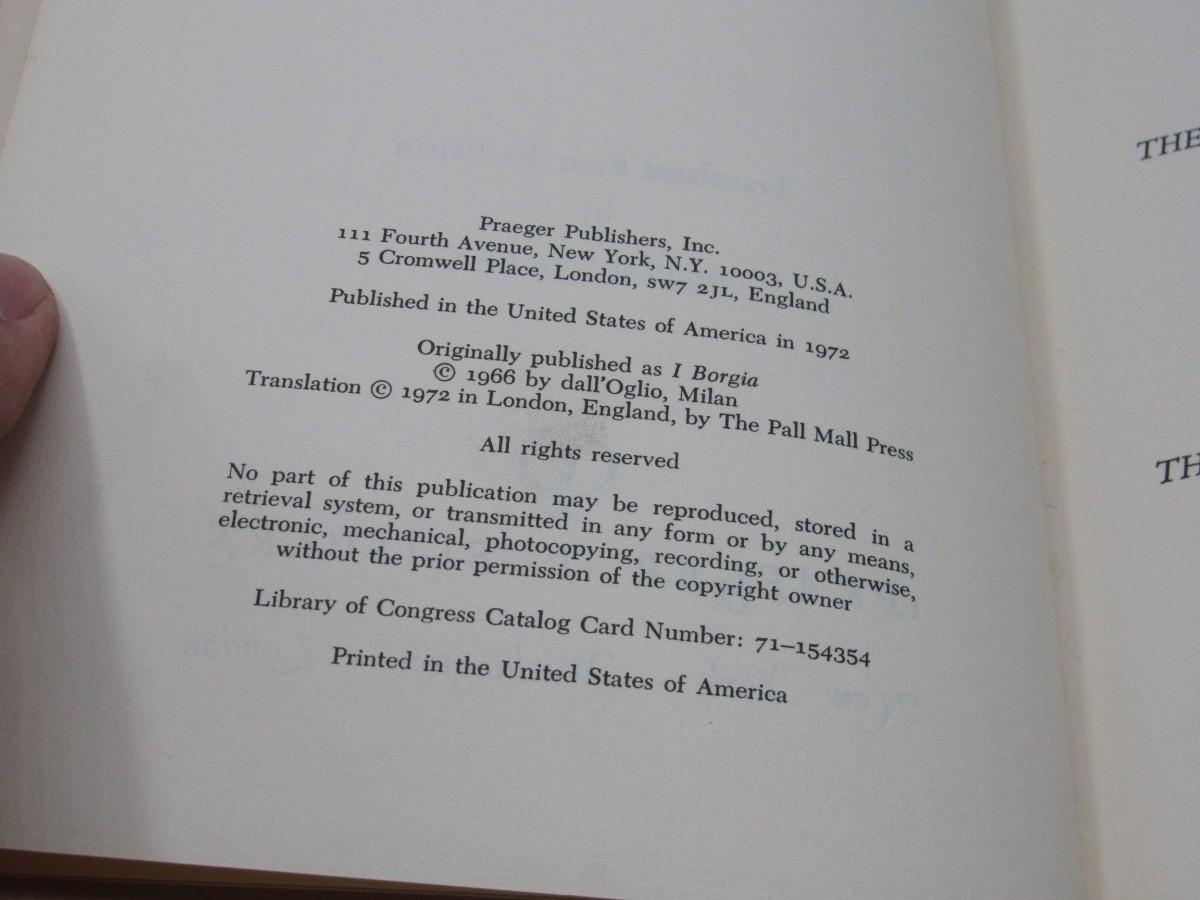 Praeger Publishers, Inc.
111 Fourth Avenue, New York, N.Y. 10003, U.S.A.
5 Cromwell Place, London, SW7 2JL, England
Published in the United States of America in 1972
Originally published as I Borgia
© 1966 by dall'Oglio, Milan
Translation © 1972 in London, England, by The Pall Mall Press
All rights reserved
No part of this publication may be reproduced, stored in a
retrieval system, or transmitted in any form or by any means,
electronic, mechanical, photocopying, recording, or otherwise,
without the prior permission of the copyright owner
Library of Congress Catalog Card Number: 71–154354
Printed in the United States of America
THE